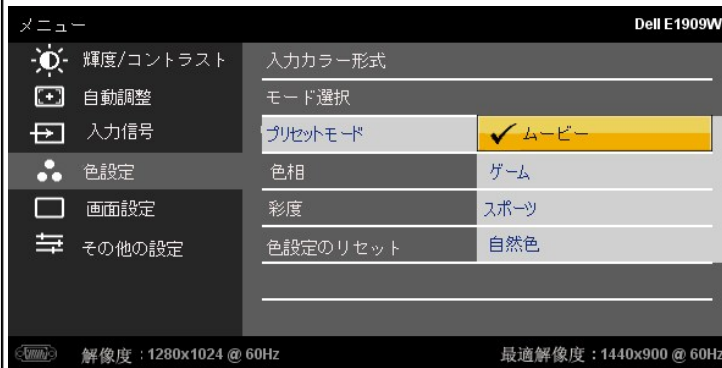 メニュー
Dell E1909W
輝度/コントラスト
自動調整
入力信号
色設定
画面設定
その他の設定
入力カラー形式
モード選択
プリセットモード
色相
彩度
色設定のリセット
ムービー
ゲーム
スポーツ
自然色
解像度：1280x1024 @ 60Hz
最適解像度：1440x900 @ 60Hz